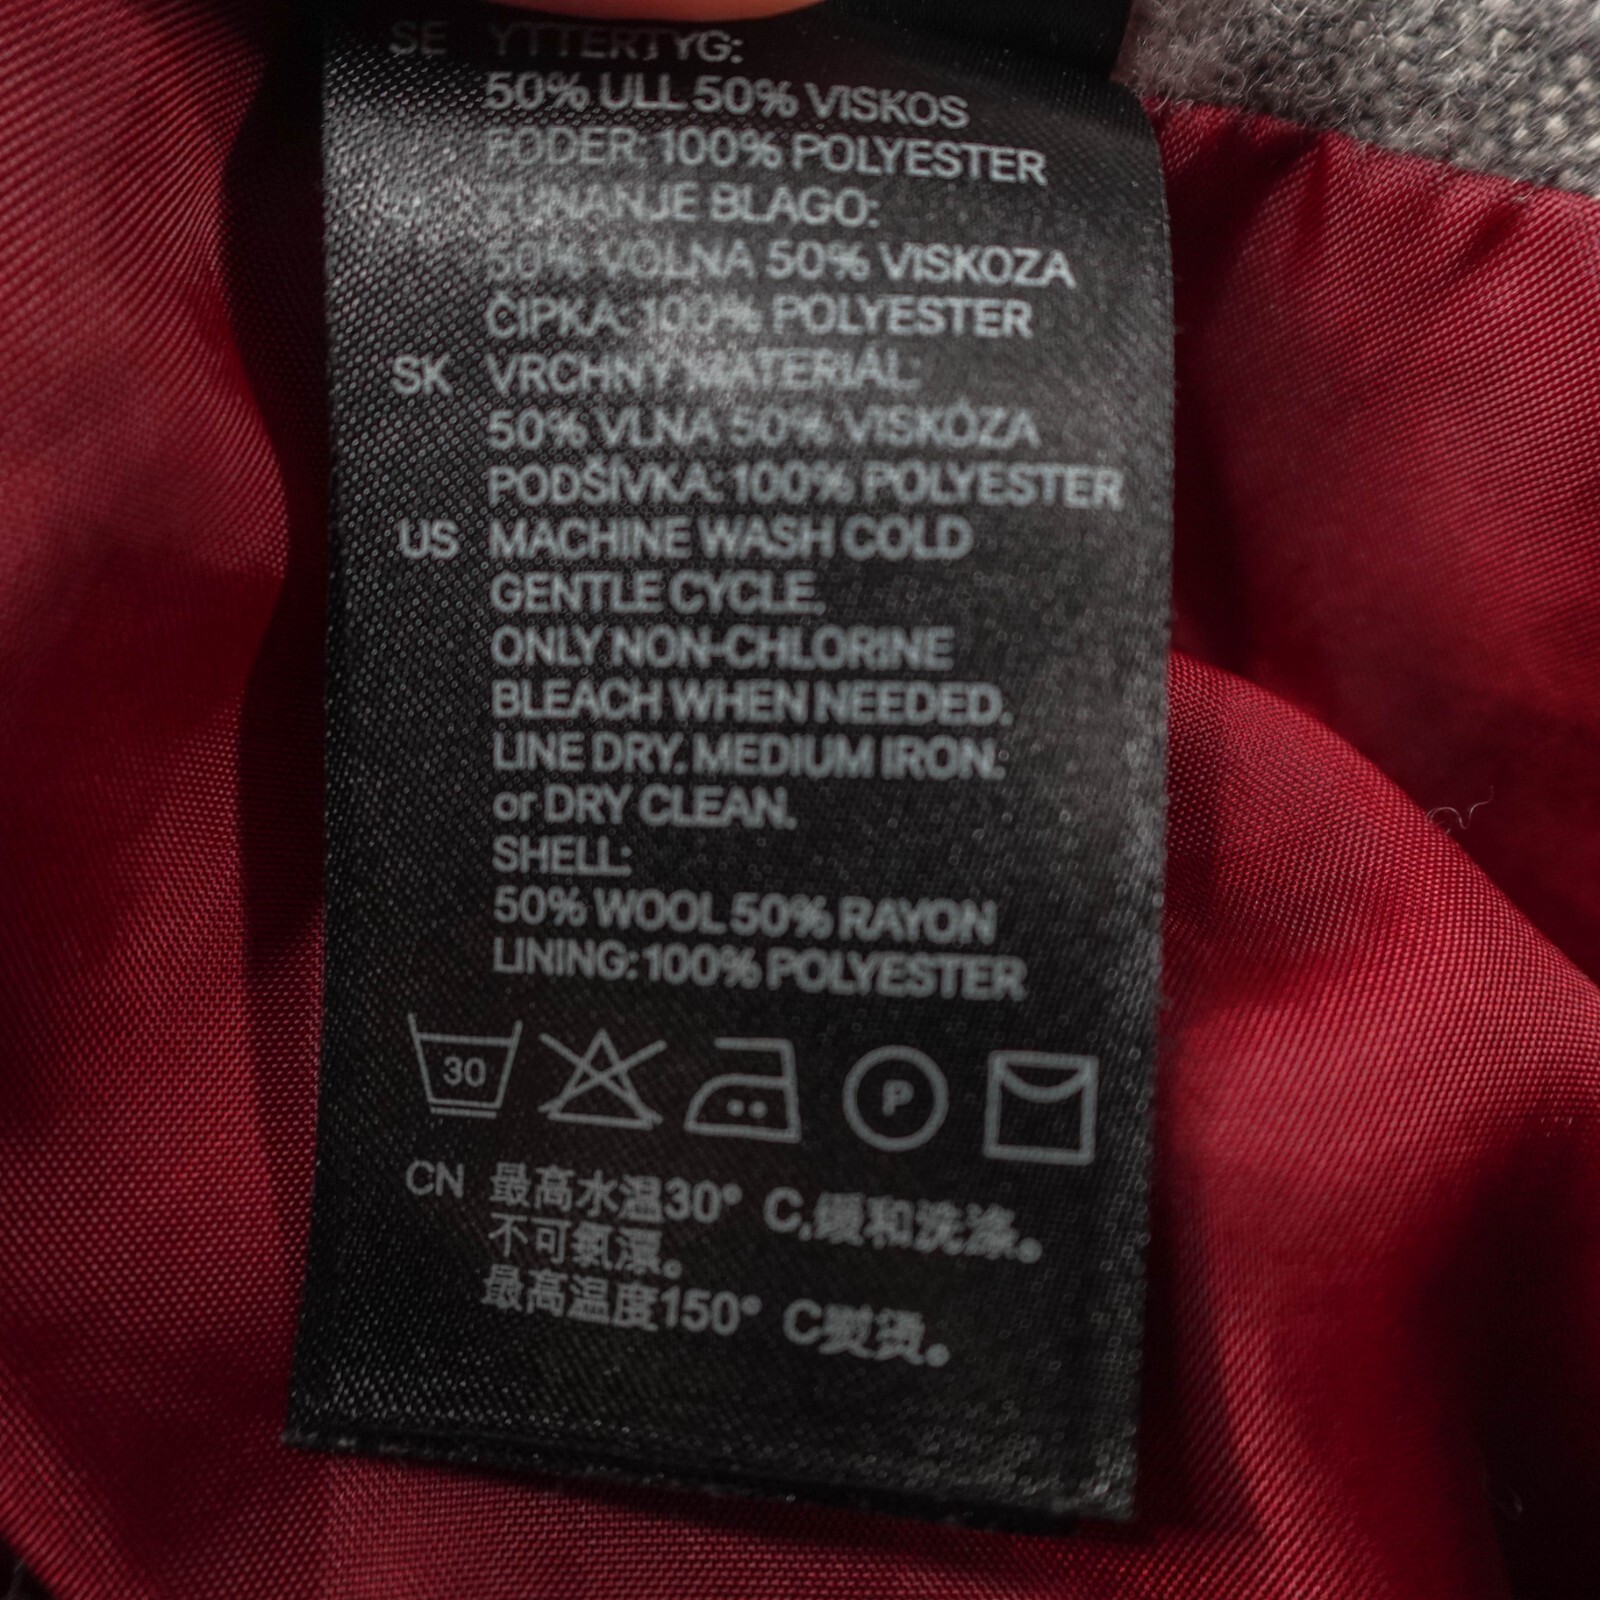 SE YTTERTYG:
50% ULL 50% VISKOS
FODER: 100% POLYESTER
ZUNANJE BLAGO:
50% VOLNA 50% VISKOZA
ČIPKA: 100% POLYESTER
SK VRCHNÝ MATERIÁL:
50% VLNA 50% VISKÓZA
PODŠÍVKA: 100% POLYESTER
US MACHINE WASH COLD
GENTLE CYCLE.
ONLY NON-CHLORINE
BLEACH WHEN NEEDED.
LINE DRY. MEDIUM IRON.
or DRY CLEAN.
SHELL:
50% WOOL 50% RAYON
LINING: 100% POLYESTER
30 P
CN 最高水温30° C,缓和洗涤。
不可氯漂。
最高温度150° C熨烫。